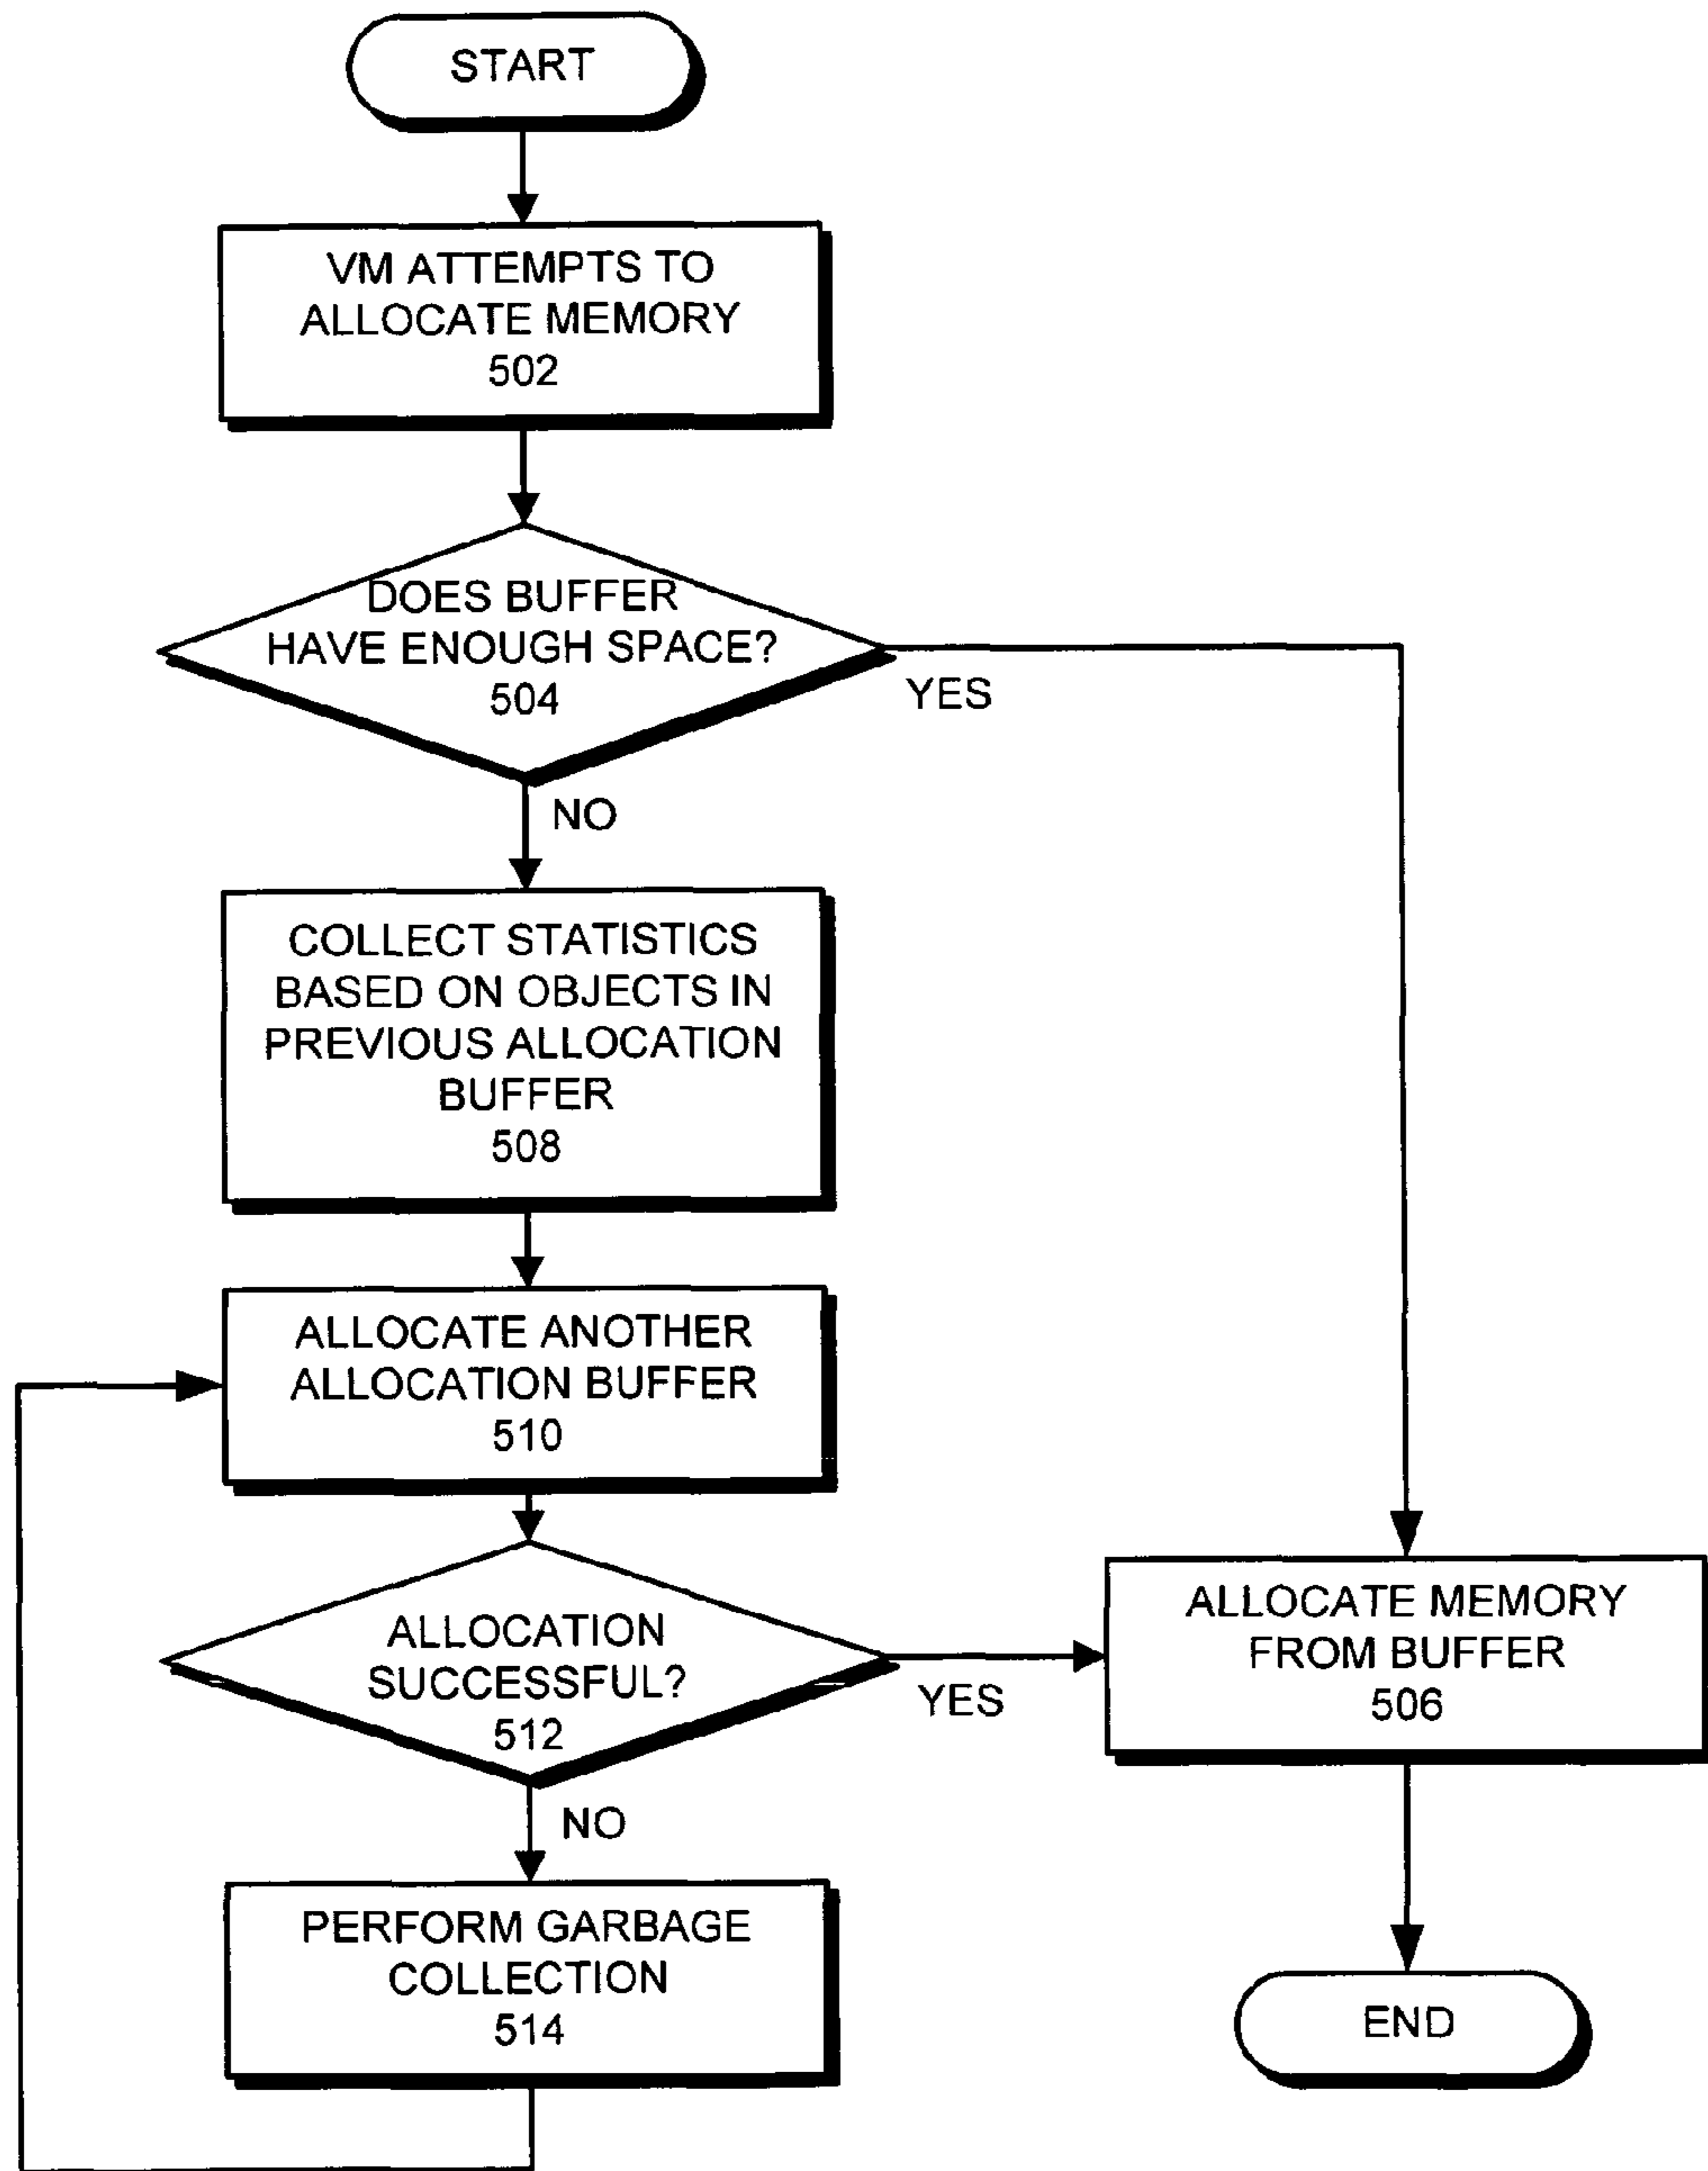 START
VM ATTEMPTS TO
ALLOCATE MEMORY
502
DOES BUFFER
HAVE ENOUGH SPACE?
504
YES
NO
COLLECT STATISTICS
BASED ON OBJECTS IN
PREVIOUS ALLOCATION
BUFFER
508
ALLOCATE ANOTHER
ALLOCATION BUFFER
510
ALLOCATION
SUCCESSFUL?
512
YES
NO
ALLOCATE MEMORY
FROM BUFFER
506
PERFORM GARBAGE
COLLECTION
514
END